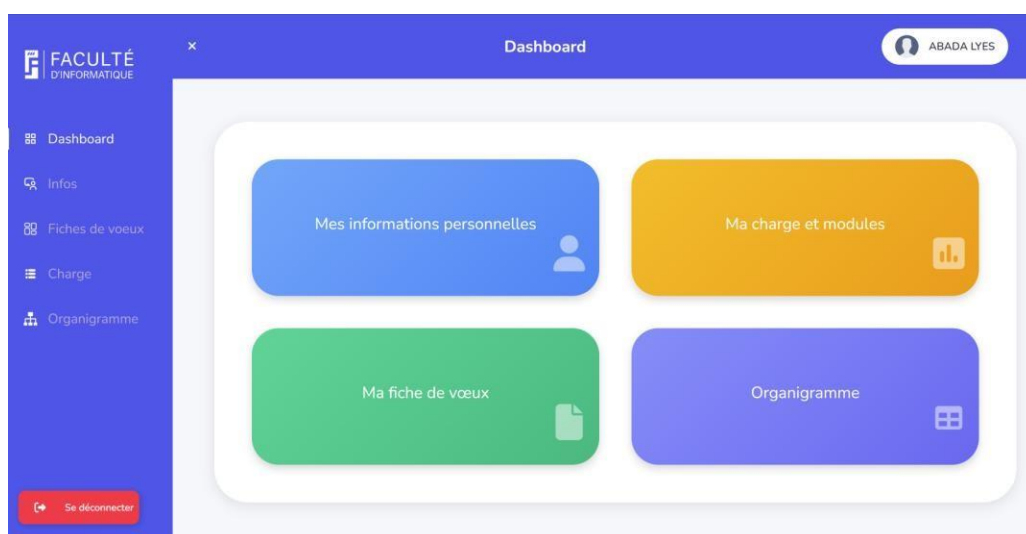 FACULTÉ
D'INFORMATIQUE
×
Dashboard
ABADA LYES
Dashboard
Infos
Fiches de voeux
Charge
Organigramme
Se déconnecter
Mes informations personnelles
Ma charge et modules
Ma fiche de vœux
Organigramme